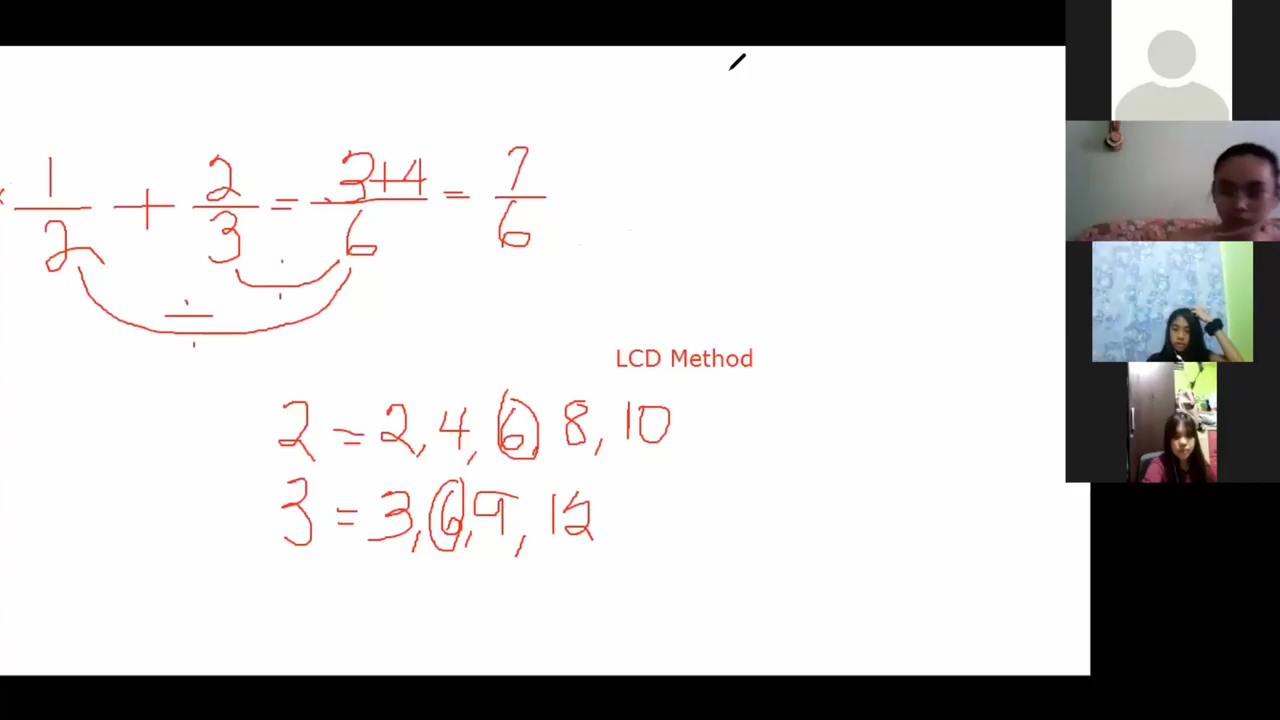 1/2 + 2/3 = 3+4/6 = 7/6
LCD Method
2 = 2, 4, 6, 8, 10
3 = 3, 6, 9, 12